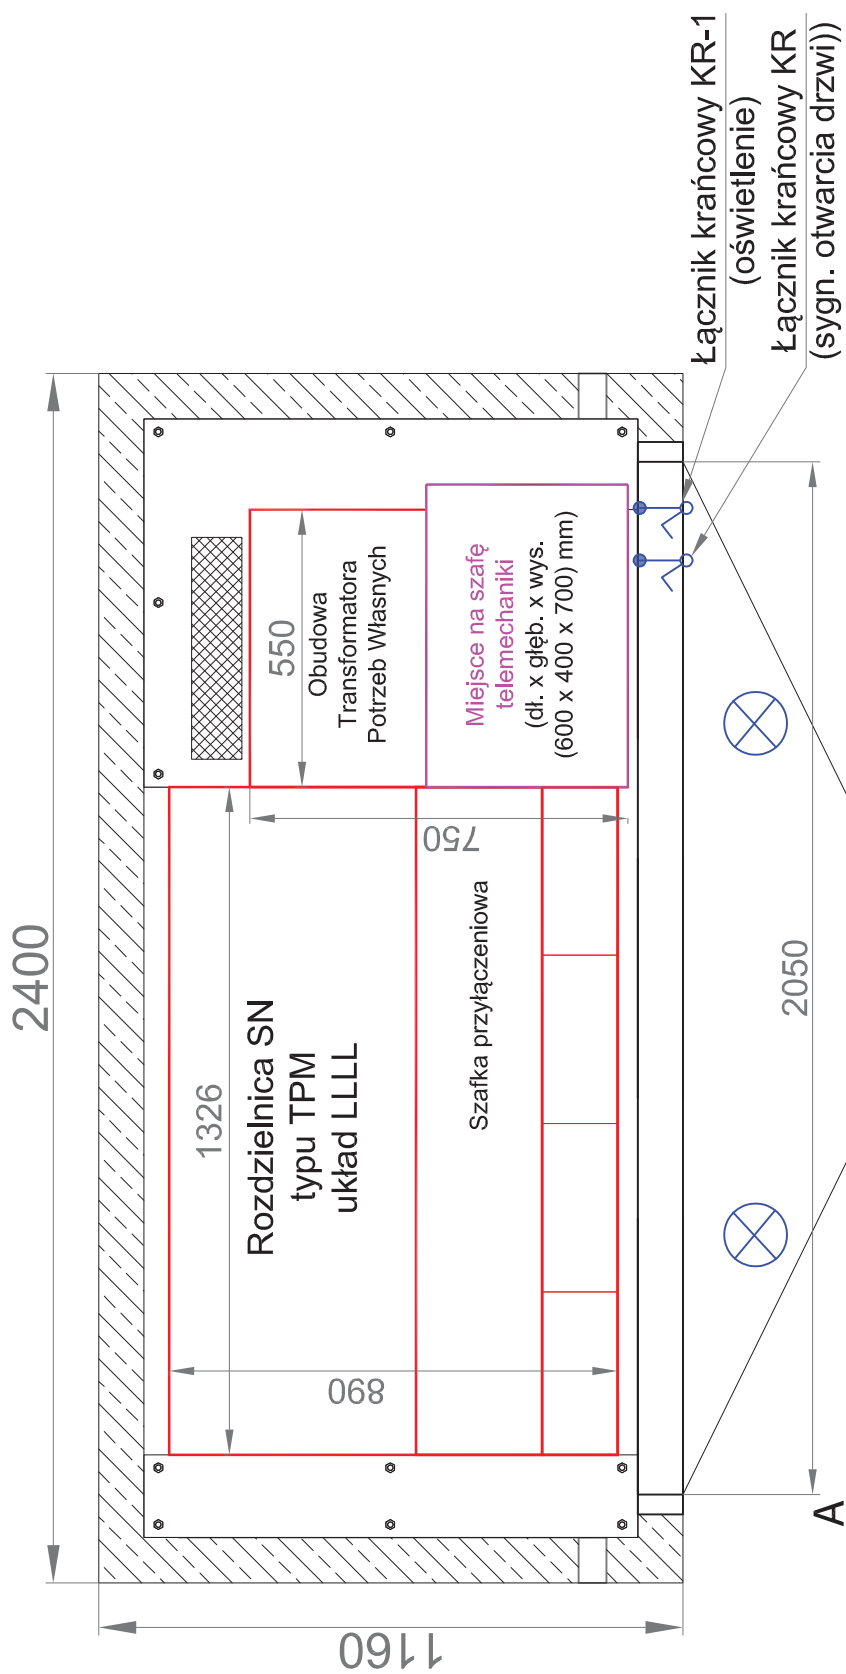 2400
1160
1326
Rozdzielnica SN
typu TPM
układ LLLL
890
Szafka przyłączeniowa
750
550
Obudowa
Transformatora
Potrzeb Własnych
Miejsce na szafę
telemechaniki
(dł. x głęb. x wys.
(600 x 400 x 700) mm)
2050
Łącznik krańcowy KR-1
(oświetlenie)
Łącznik krańcowy KR
(sygn. otwarcia drzwi))
A